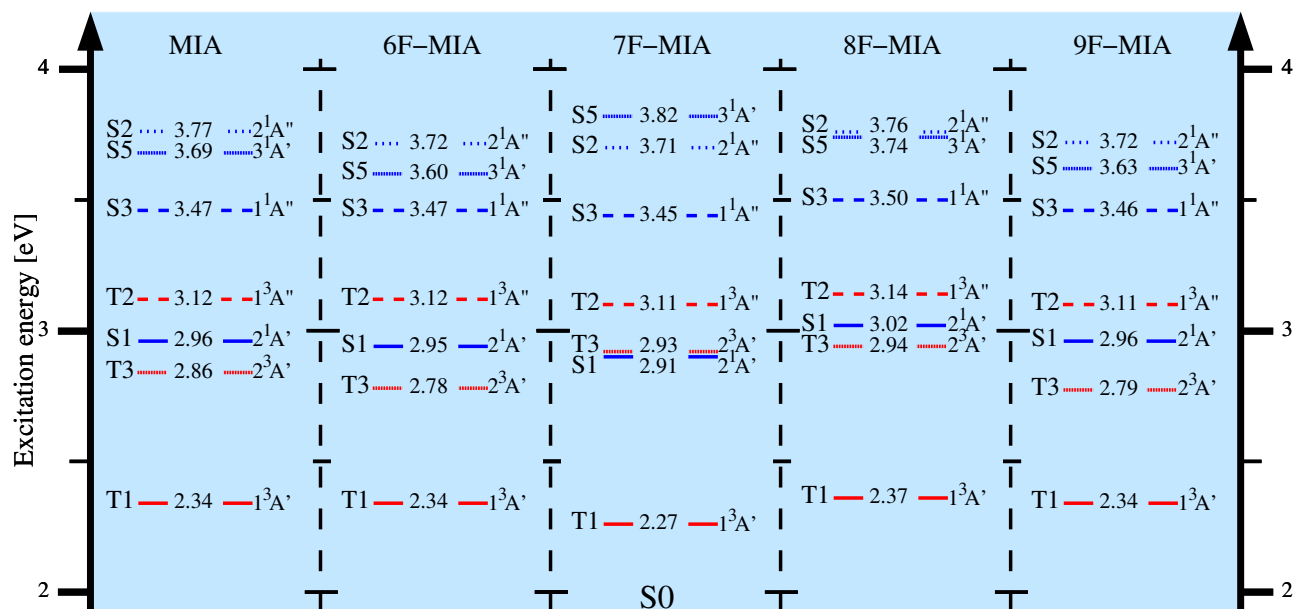 MIA 6F−MIA 7F−MIA 8F−MIA 9F−MIA
Excitation energy [eV]
4
3
2
4
3
2
S2 3.77 2¹A"
S5 3.69 3¹A'
S3 3.47 1¹A"
T2 3.12 1³A"
S1 2.96 2¹A'
T3 2.86 2³A'
T1 2.34 1³A'
S2 3.72 2¹A"
S5 3.60 3¹A'
S3 3.47 1¹A"
T2 3.12 1³A"
S1 2.95 2¹A'
T3 2.78 2³A'
T1 2.34 1³A'
S5 3.82 3¹A'
S2 3.71 2¹A"
S3 3.45 1¹A"
T2 3.11 1³A"
T3 2.93 2³A'
S1 2.91 2¹A'
T1 2.27 1³A'
S0
S2 3.76 2¹A"
S5 3.74 3¹A'
S3 3.50 1¹A"
T2 3.14 1³A"
S1 3.02 2¹A'
T3 2.94 2³A'
T1 2.37 1³A'
S2 3.72 2¹A"
S5 3.63 3¹A'
S3 3.46 1¹A"
T2 3.11 1³A"
S1 2.96 2¹A'
T3 2.79 2³A'
T1 2.34 1³A'